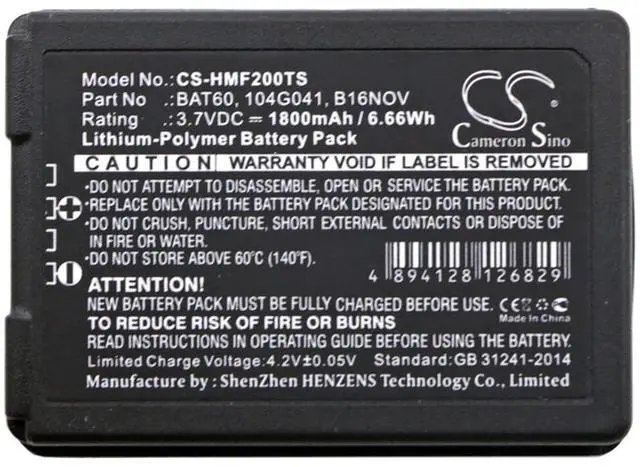 Model No.: CS-HMF200TS
Part No : BAT60, 104G041, B16NOV
Rating : 3.7VDC ⎓ 1800mAh / 6.66Wh
Lithium-Polymer Battery Pack
CS
Cameron Sino
CAUTION : WARRANTY VOID IF LABEL IS REMOVED
·DO NOT ATTEMPT TO DISASSEMBLE, OPEN OR SERVICE THE BATTERY PACK.
·REPLACE ONLY WITH THE BATTERY PACK DESIGNATED FOR THIS PRODUCT.
·DO NOT CRUSH, PUNCTURE, SHORT EXTERNAL CONTACTS OR DISPOSE OF
IN FIRE OR WATER.
·DO NOT STORE ABOVE 60℃ (140℉).
+
4 894128 126829
ATTENTION!
NEW BATTERY PACK MUST BE FULLY CHARGED BEFORE USE.
CE
Made in China
TO REDUCE RISK OF FIRE OR BURNS
READ INSTRUCTIONS IN OPERATING GUIDE BEFORE USING THE BATTERY.
Limited Charge Voltage:4.2V±0.05V Standard:GB 31241-2014
Manufacturer : ShenZhen HENZENS Technology Co., Limited